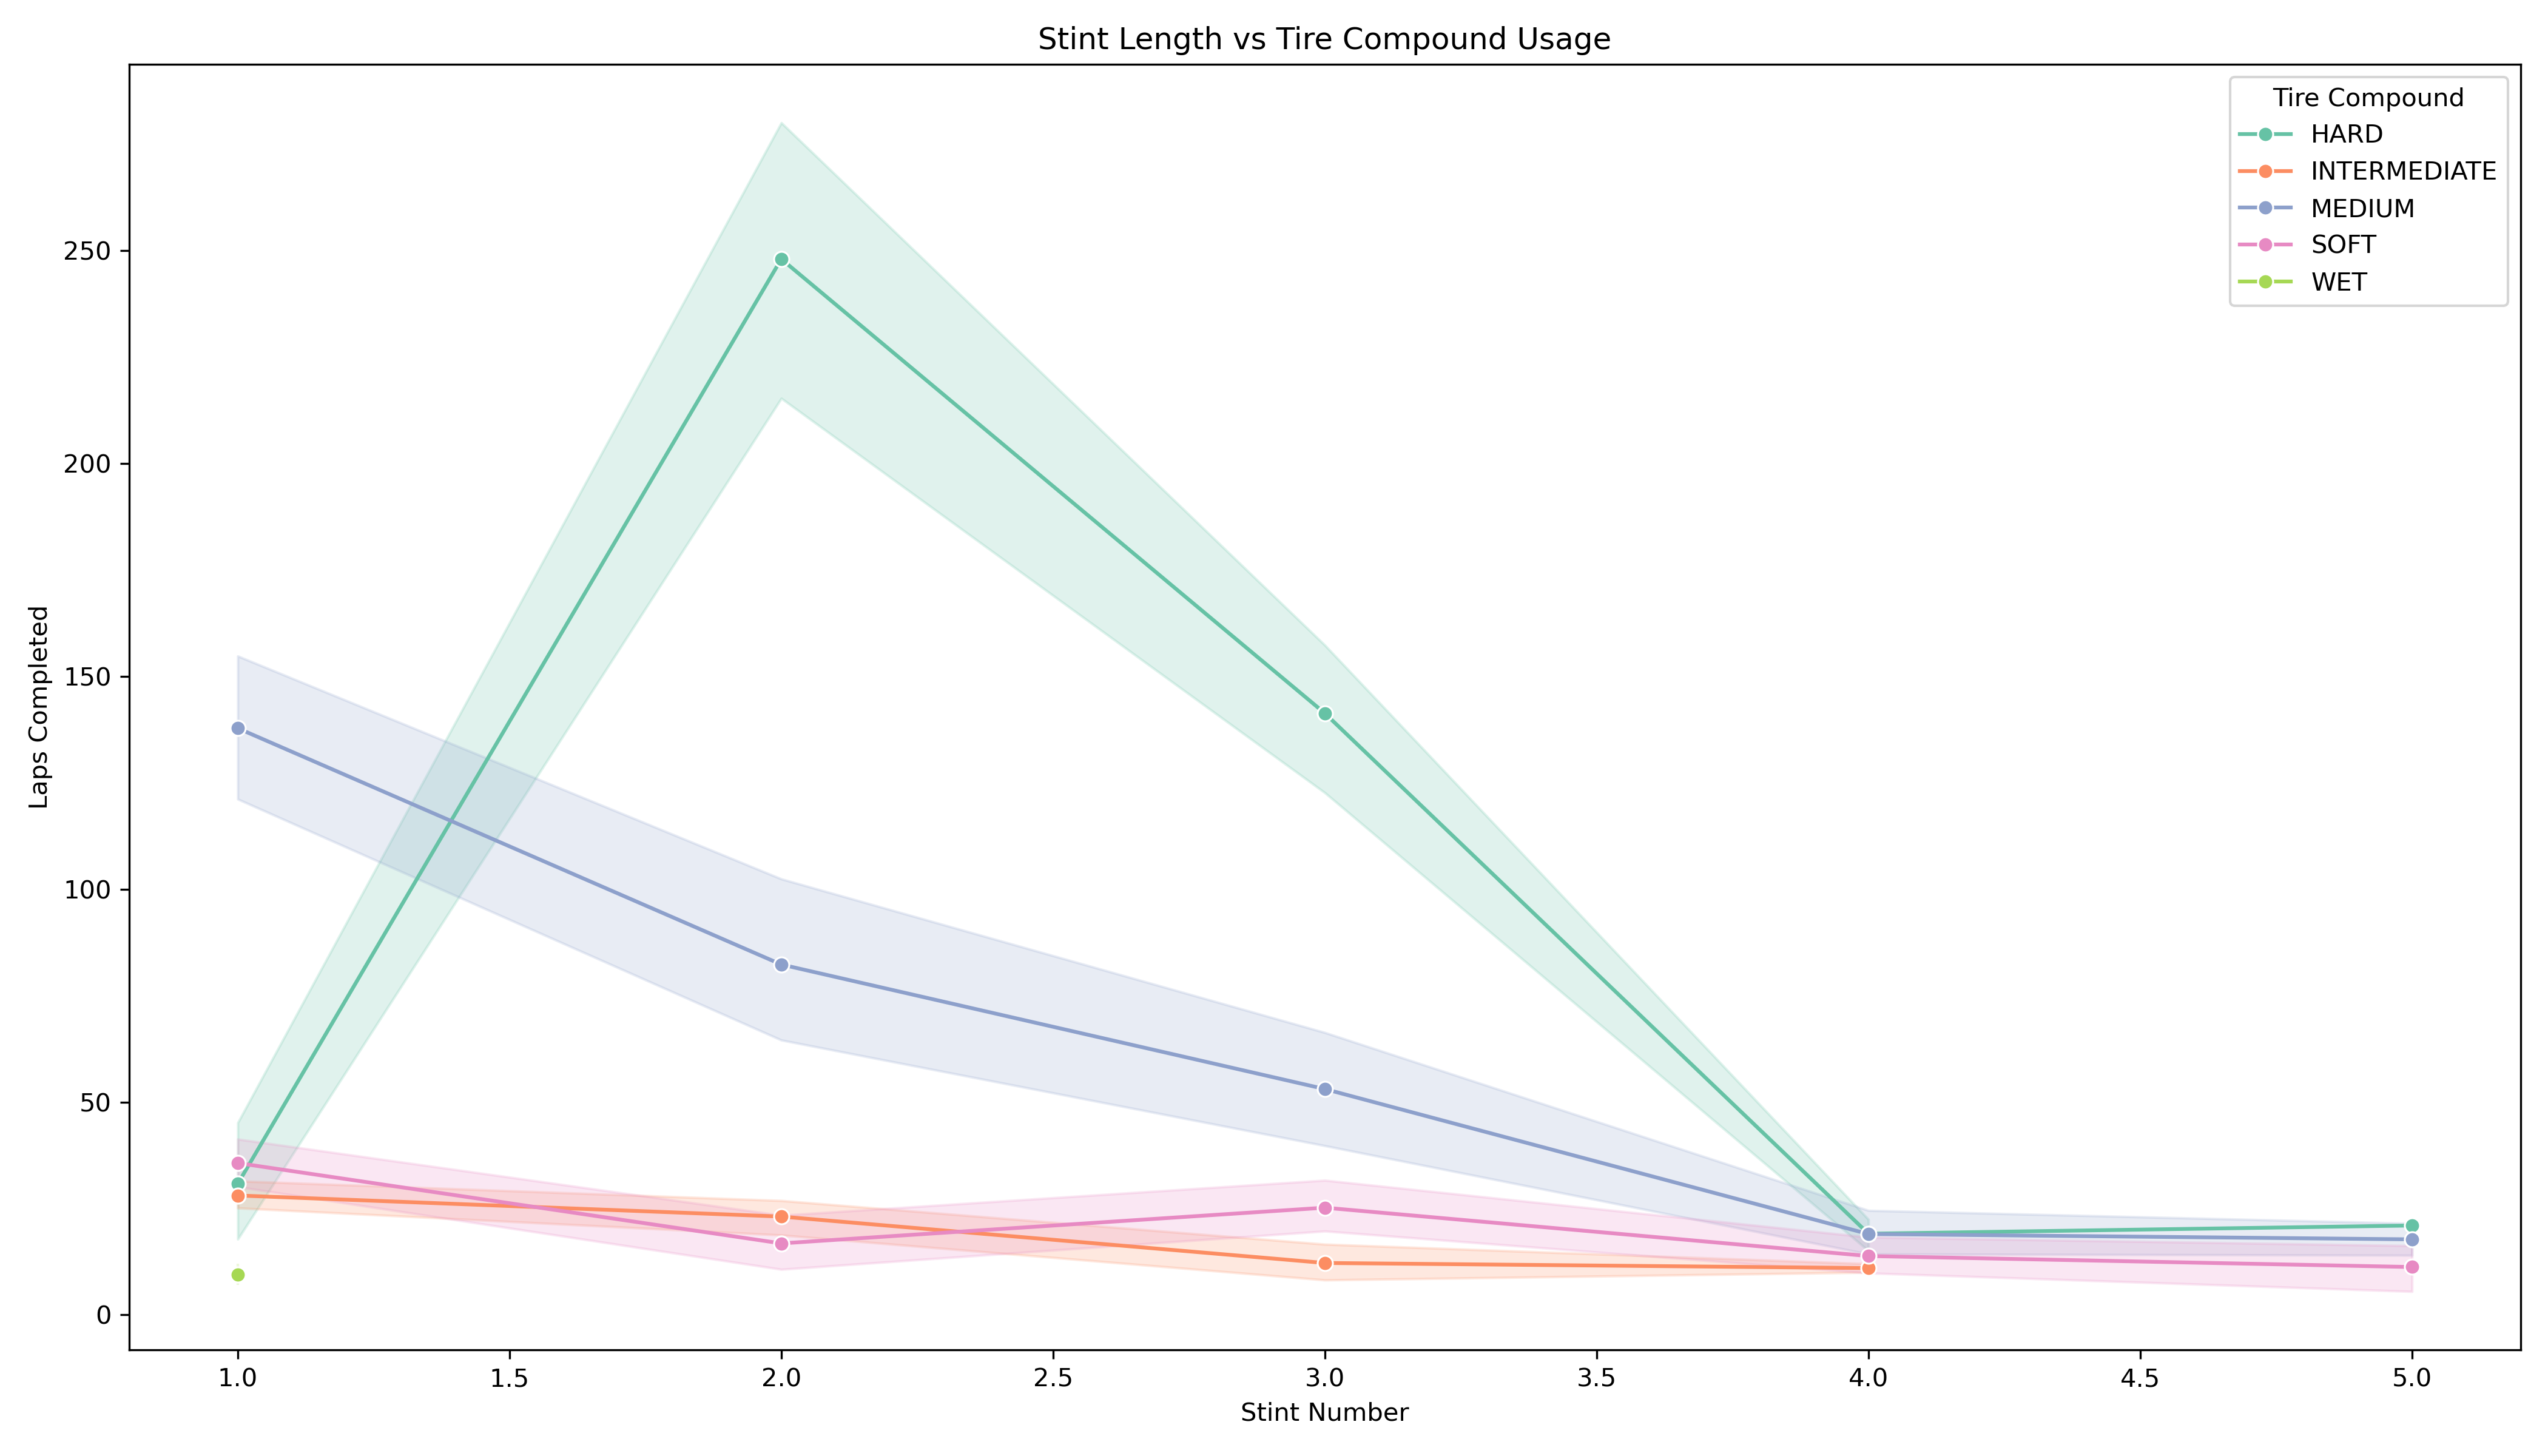 Stint Length vs Tire Compound Usage
Tire Compound
HARD
INTERMEDIATE
MEDIUM
SOFT
WET
Laps Completed
250
200
150
100
50
0
1.0 1.5 2.0 2.5 3.0 3.5 4.0 4.5 5.0
Stint Number